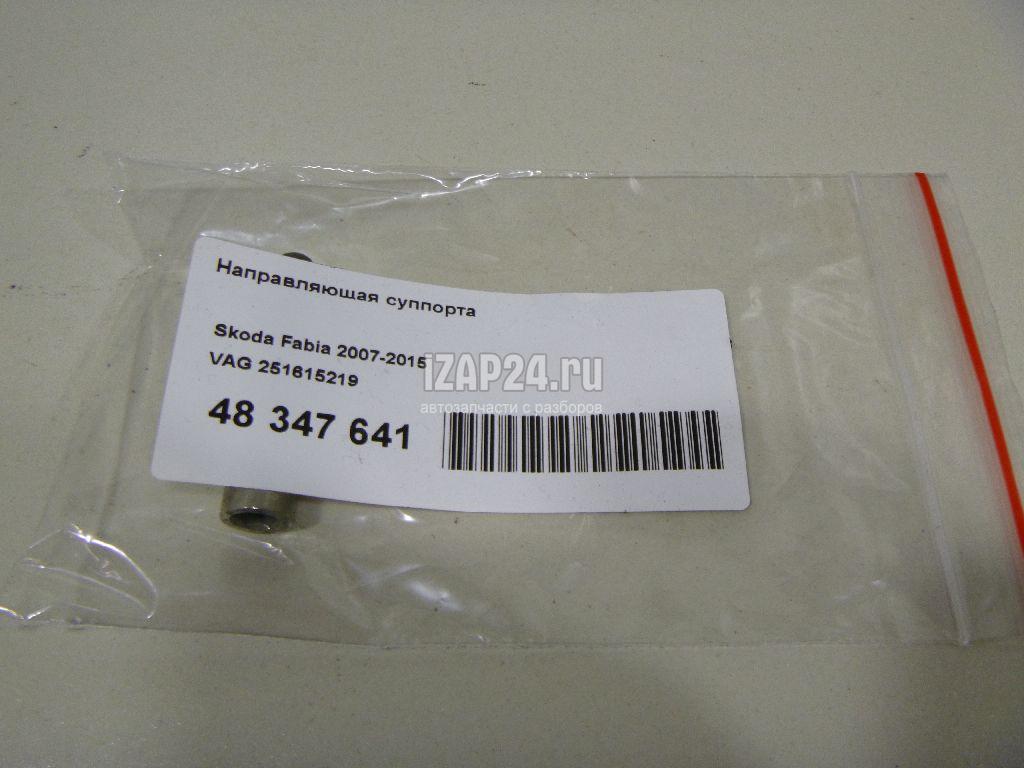 Направляющая суппорта
Skoda Fabia 2007-2015
VAG 251615219
48 347 641
iZAP24.ru
автозапчасти с разборов